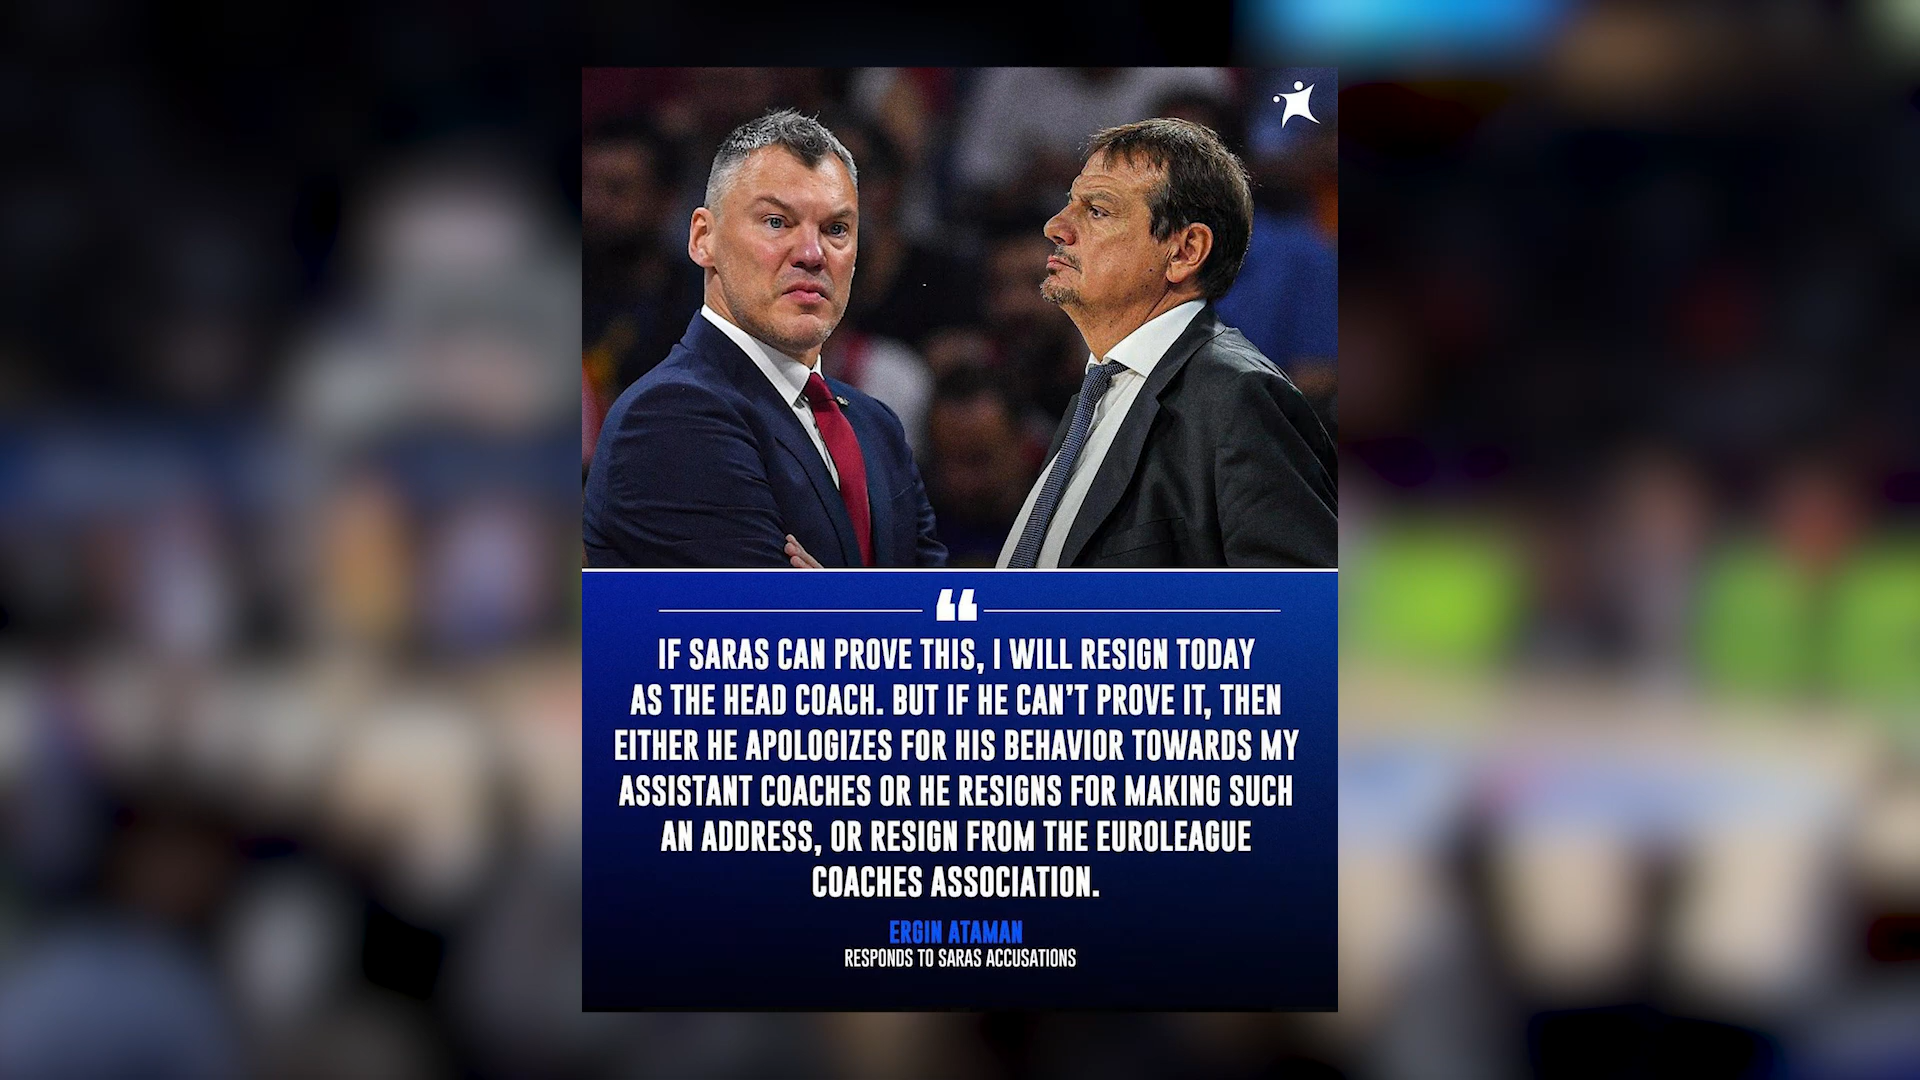 IF SARAS CAN PROVE THIS, I WILL RESIGN TODAY
AS THE HEAD COACH. BUT IF HE CAN'T PROVE IT, THEN
EITHER HE APOLOGIZES FOR HIS BEHAVIOR TOWARDS MY
ASSISTANT COACHES OR HE RESIGNS FOR MAKING SUCH
AN ADDRESS, OR RESIGN FROM THE EUROLEAGUE
COACHES ASSOCIATION.
ERGIN ATAMAN
RESPONDS TO SARAS ACCUSATIONS